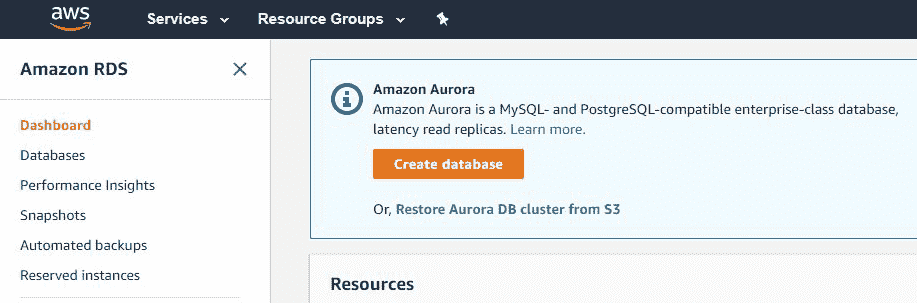 aws Services Resource Groups
Amazon RDS
Dashboard
Databases
Performance Insights
Snapshots
Automated backups
Reserved instances
Amazon Aurora
Amazon Aurora is a MySQL- and PostgreSQL-compatible enterprise-class database,
latency read replicas. Learn more.
Create database
Or, Restore Aurora DB cluster from S3
Resources